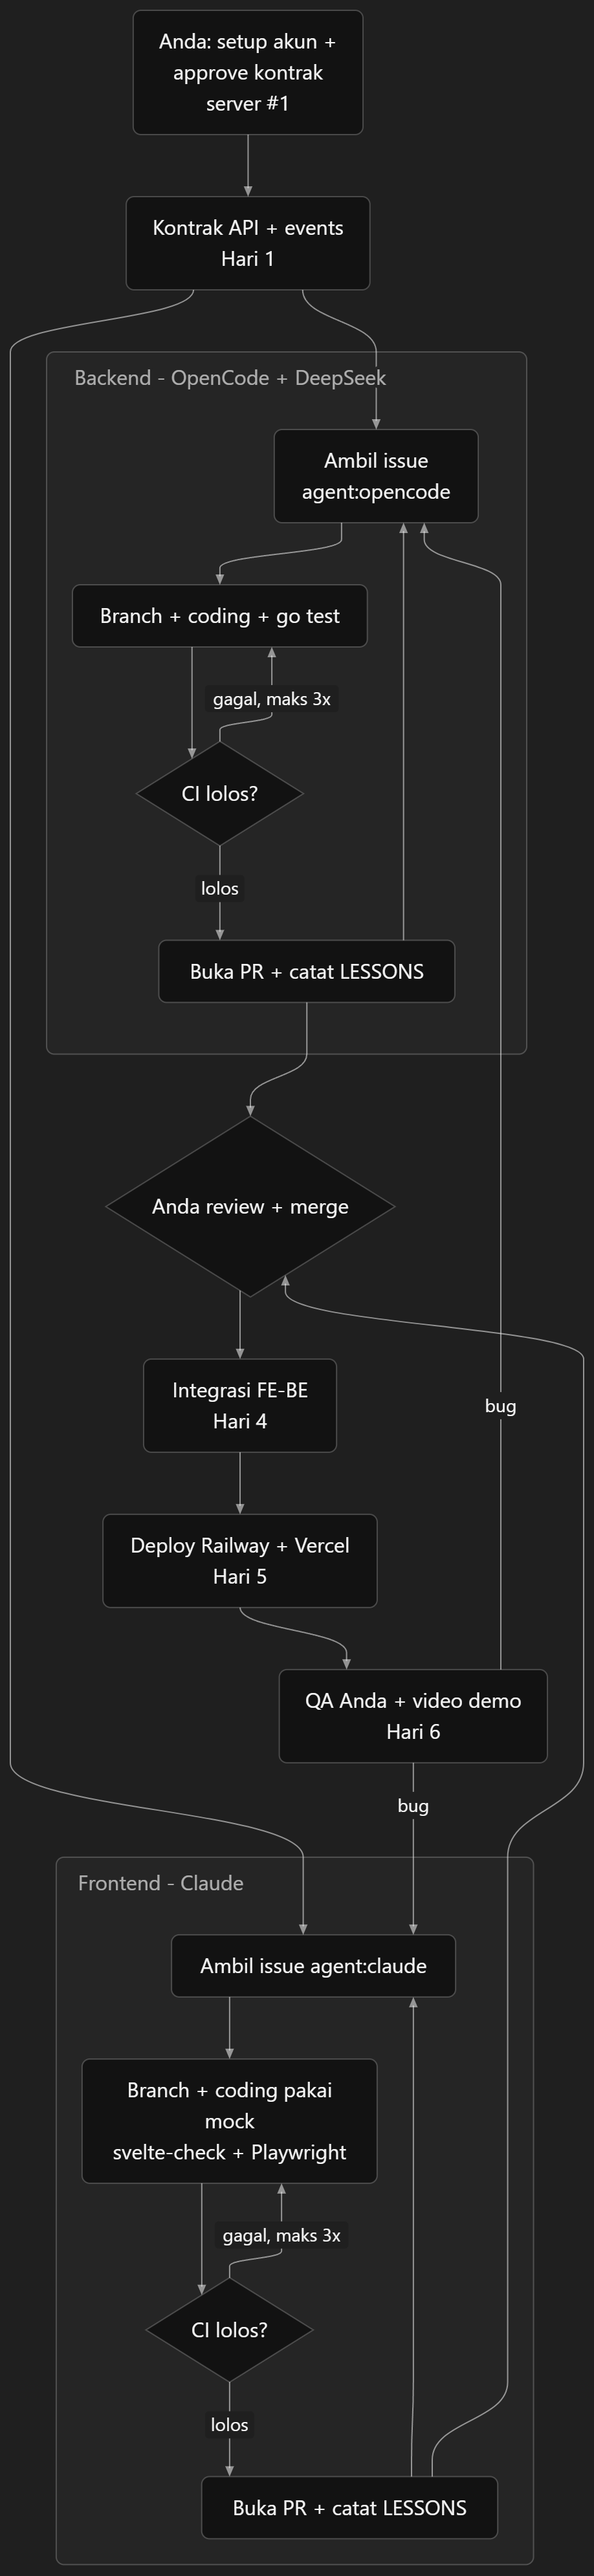 Anda: setup akun +
approve kontrak
server #1
Kontrak API + events
Hari 1
Backend - OpenCode + DeepSeek
Ambil issue
agent:opencode
Branch + coding + go test
gagal, maks 3x
CI lolos?
lolos
Buka PR + catat LESSONS
Anda review + merge
Integrasi FE-BE
Hari 4
bug
Deploy Railway + Vercel
Hari 5
QA Anda + video demo
Hari 6
bug
Frontend - Claude
Ambil issue agent:claude
Branch + coding pakai
mock
svelte-check + Playwright
gagal, maks 3x
CI lolos?
lolos
Buka PR + catat LESSONS